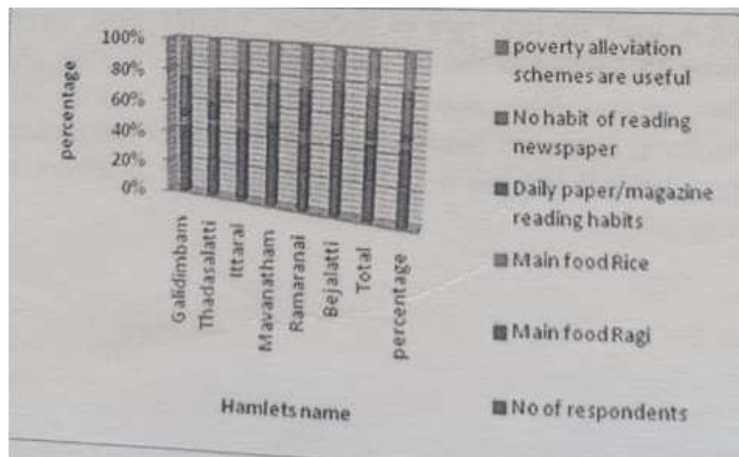 100%
80%
60%
40%
20%
0%
percentage
Galidimbam
Thadasalatti
Ittarai
Mavanatham
Ramaranai
Bejalatti
Total
percentage
Hamlets name
poverty alleviation
schemes are useful
No habit of reading
newspaper
Daily paper/magazine
reading habits
Main food Rice
Main food Ragi
No of respondents